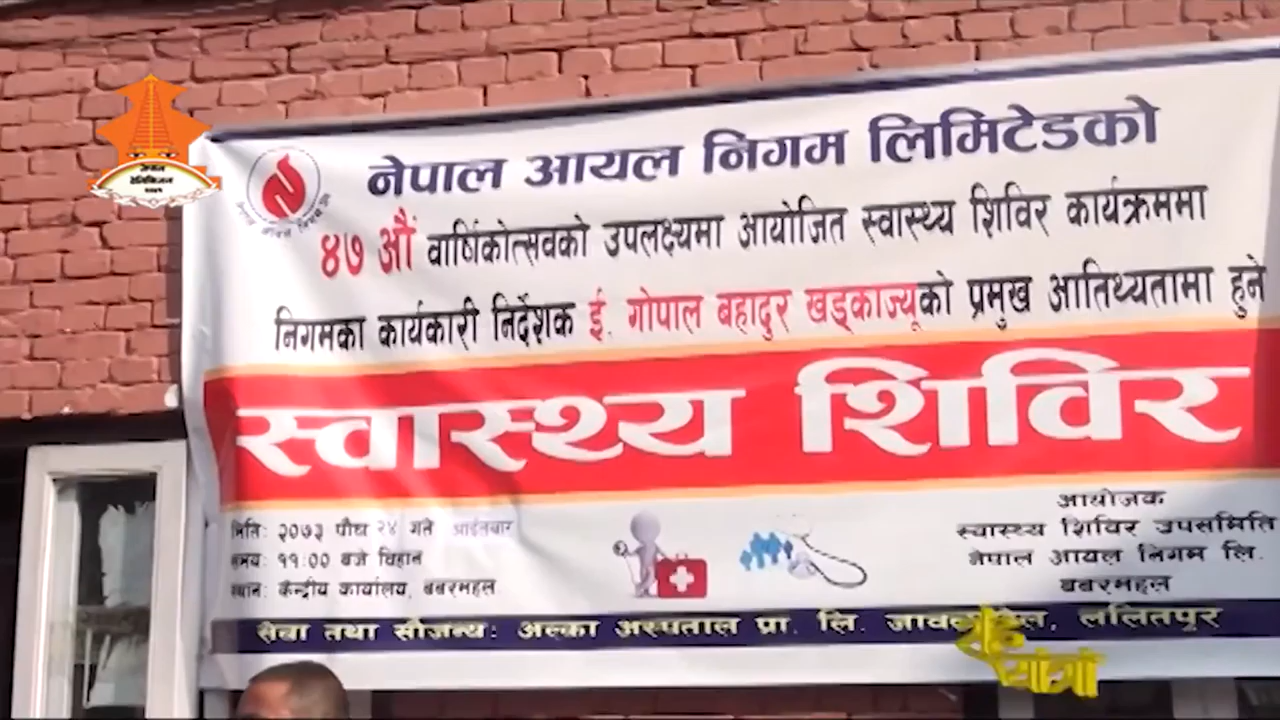 नेपाल आयल निगम लिमिटेडको
४७ औं वार्षिकोत्सवको उपलक्ष्यमा आयोजित स्वास्थ्य शिविर कार्यक्रममा
निगमका कार्यकारी निर्देशक ई. गोपाल बहादुर खड्काज्यूको प्रमुख आतिथ्यतामा हुने
स्वास्थ्य शिविर
मिति: २०७३ पौष २४ गते आईतबार
समय: ११:०० बजे विहान
स्थान: केन्द्रीय कार्यालय, बबरमहल
आयोजक
स्वास्थ्य शिविर उपसमिति
नेपाल आयल निगम लि.
बबरमहल
सेवा तथा सौजन्य: अल्का अस्पताल प्रा. लि. ललितपुर